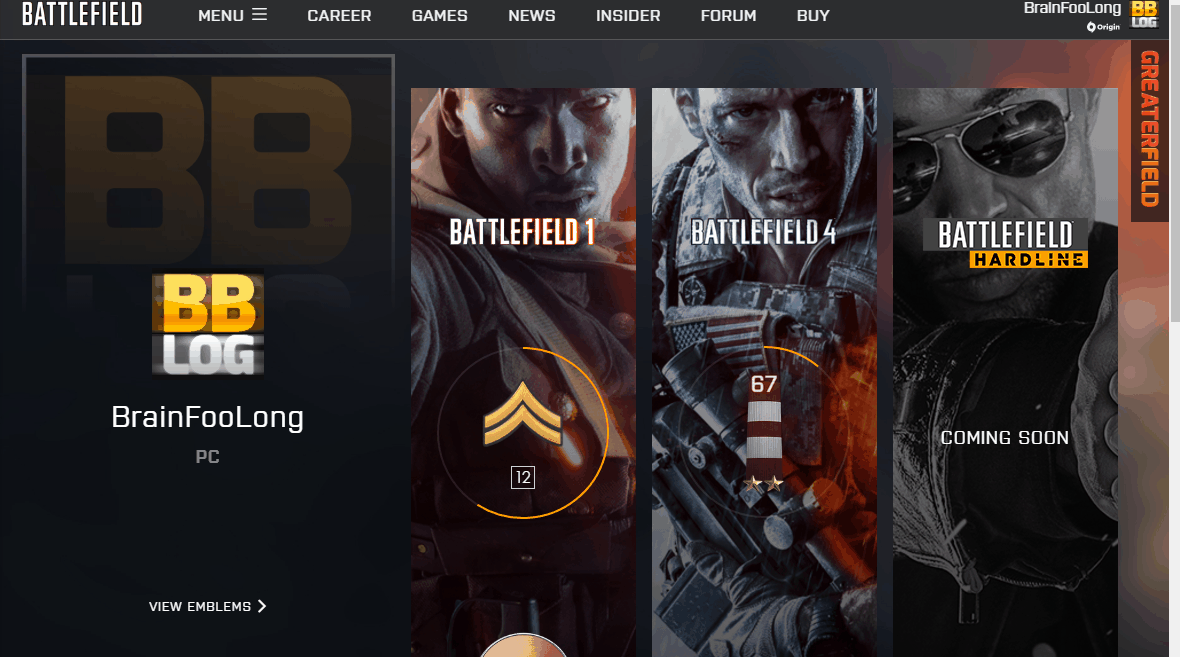 BATTLEFIELD
MENU
CAREER
GAMES
NEWS
INSIDER
FORUM
BUY
BrainFooLong
Origin
BB
LOG
GREATERFIELD
BB
BB
LOG
BrainFooLong
PC
VIEW EMBLEMS
BATTLEFIELD 1
12
BATTLEFIELD 4
67
BATTLEFIELD
HARDLINE
COMING SOON